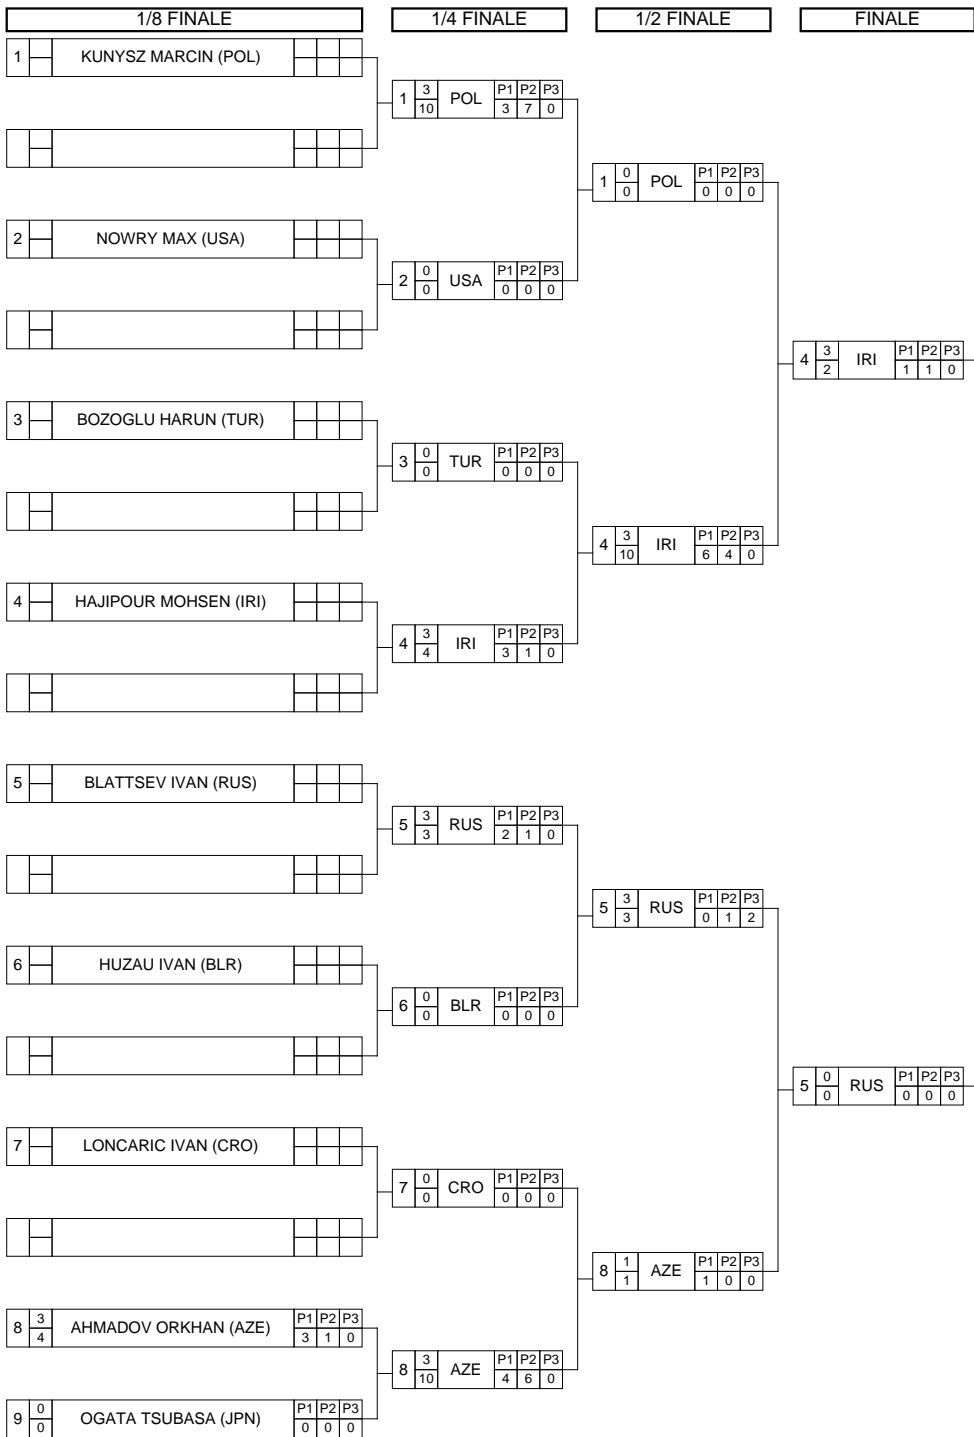 1/8 FINALE 1/4 FINALE 1/2 FINALE FINALE
1 KUNYSZ MARCIN (POL)
1 3 10 POL P1 P2 P3 3 7 0
1 0 0 POL P1 P2 P3 0 0 0
2 NOWRY MAX (USA)
2 0 0 USA P1 P2 P3 0 0 0
4 3 2 IRI P1 P2 P3 1 1 0
3 BOZOGLU HARUN (TUR)
3 0 0 TUR P1 P2 P3 0 0 0
4 3 10 IRI P1 P2 P3 6 4 0
4 HAJIPOUR MOHSEN (IRI)
4 3 4 IRI P1 P2 P3 3 1 0
5 BLATTSEV IVAN (RUS)
5 3 3 RUS P1 P2 P3 2 1 0
5 3 3 RUS P1 P2 P3 0 1 2
6 HUZAU IVAN (BLR)
6 0 0 BLR P1 P2 P3 0 0 0
5 0 0 RUS P1 P2 P3 0 0 0
7 LONCARIC IVAN (CRO)
7 0 0 CRO P1 P2 P3 0 0 0
8 1 1 AZE P1 P2 P3 1 0 0
8 3 4 AHMADOV ORKHAN (AZE) P1 P2 P3 3 1 0
8 3 10 AZE P1 P2 P3 4 6 0
9 0 0 OGATA TSUBASA (JPN) P1 P2 P3 0 0 0